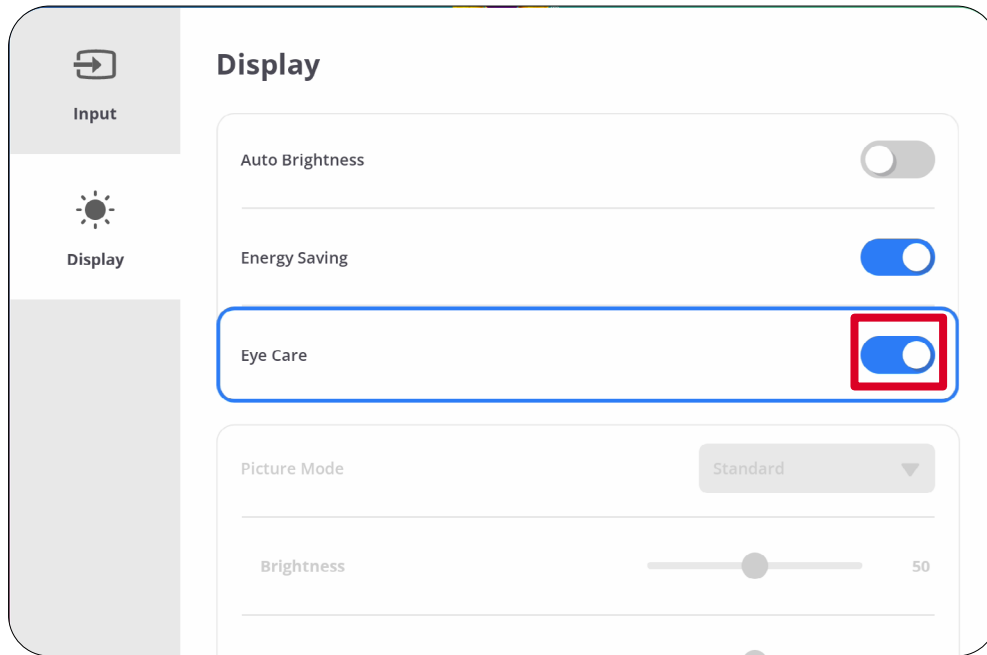 Input
Display
Display
Auto Brightness
Energy Saving
Eye Care
Picture Mode
Standard
Brightness
50